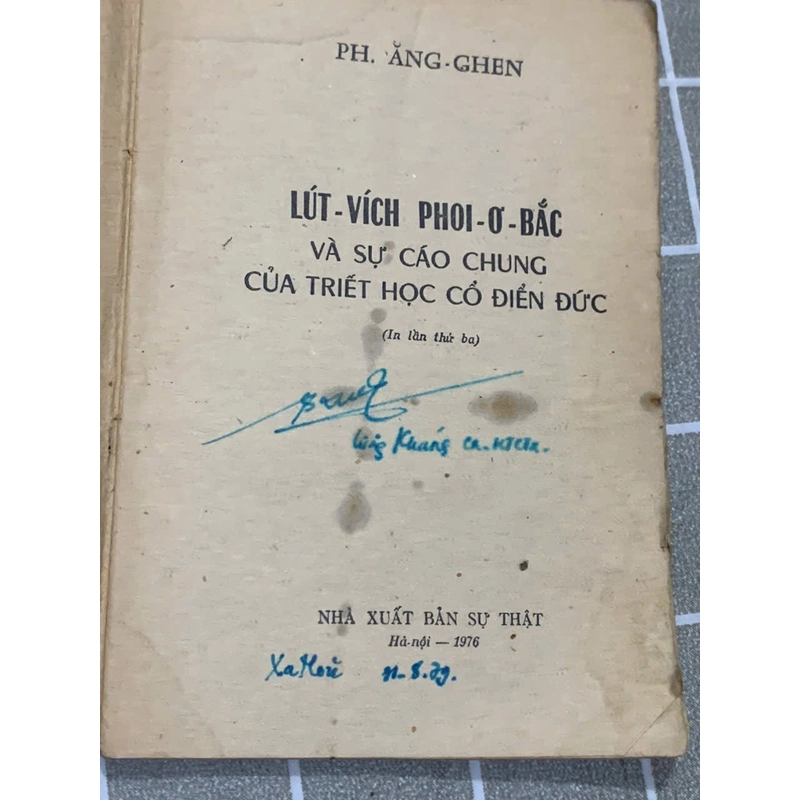 PH. ĂNG-GHEN
LÚT-VÍCH PHOI-Ơ-BẮC
VÀ SỰ CÁO CHUNG
CỦA TRIẾT HỌC CỔ ĐIỂN ĐỨC
(In lần thứ ba)
Khang
NHÀ XUẤT BẢN SỰ THẬT
Hà-nội — 1976